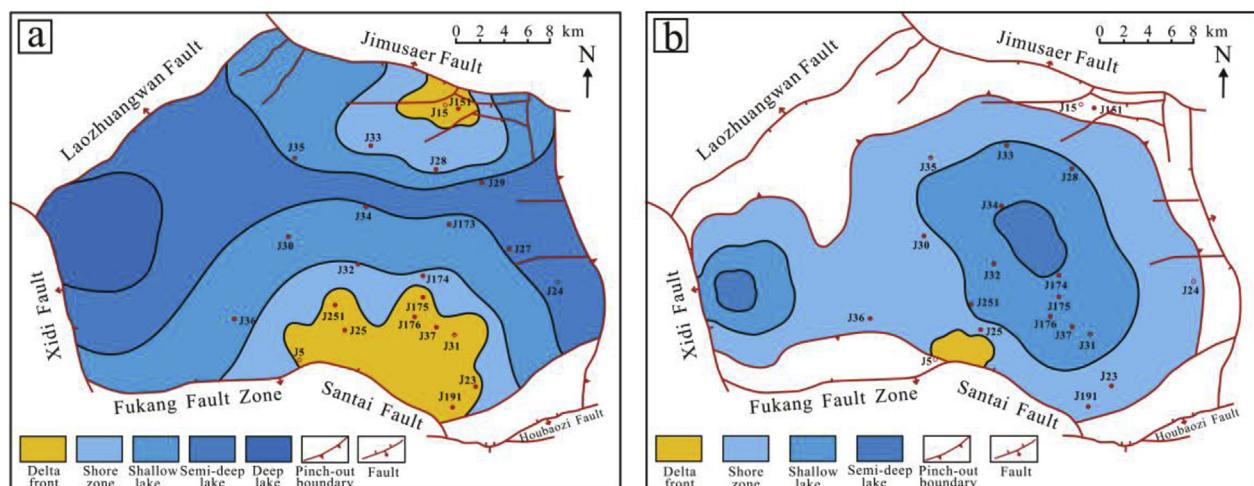 a
0 2 4 6 8 km
N
Jimusaer Fault
Laozhuangwan Fault
J151
J15
J33
J35
J28
J29
J34
J173
J30
J27
J32
J174
J24
J175
J251
J176
J36
J25
J37
J31
J5
J23
J191
Xidi Fault
Fukang Fault Zone
Santai Fault
Houbaozi Fault
Delta front
Shore zone
Shallow lake
Semi-deep lake
Deep lake
Pinch-out boundary
Fault
b
0 2 4 6 8 km
N
Jimusaer Fault
Laozhuangwan Fault
J15
J151
J33
J35
J28
J34
J30
J32
J174
J24
J175
J251
J176
J36
J25
J37
J31
J5
J23
J191
Xidi Fault
Fukang Fault Zone
Santai Fault
Houbaozi Fault
Delta front
Shore zone
Shallow lake
Semi-deep lake
Pinch-out boundary
Fault